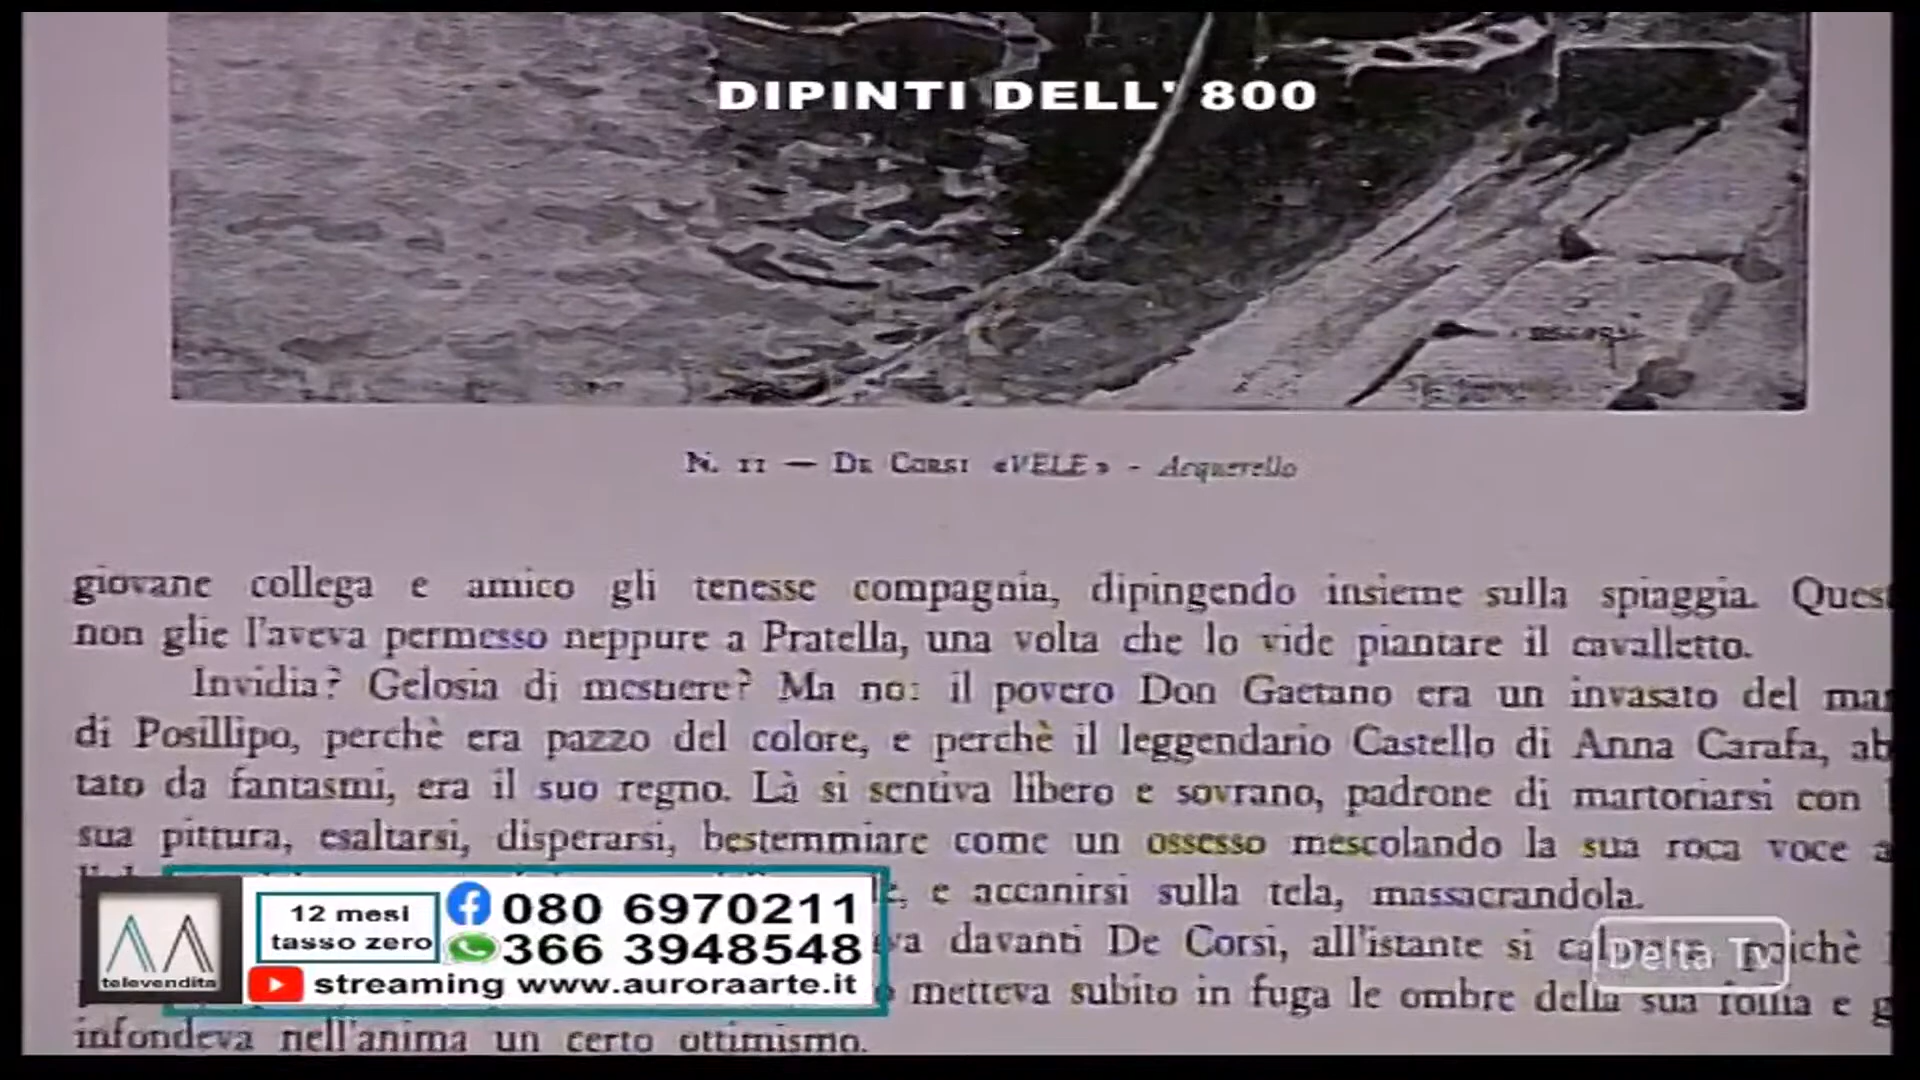 DIPINTI DELL' 800
N. 11 — DE CORSI «VELE» - Acquerello
giovane collega e amico gli tenesse compagnia, dipingendo insieme sulla spiaggia. Quest
non glie l'aveva permesso neppure a Pratella, una volta che lo vide piantare il cavalletto.
Invidia? Gelosia di mestiere? Ma no: il povero Don Gaetano era un invasato del mar
di Posillipo, perchè era pazzo del colore, e perchè il leggendario Castello di Anna Carafa, ab
tato da fantasmi, era il suo regno. Là si sentiva libero e sovrano, padrone di martoriarsi con l
sua pittura, esaltarsi, disperarsi, bestemmiare come un ossesso mescolando la sua roca voce a
e accanirsi sulla tela, massacrandola.
davanti De Corsi, all'istante si poichè
metteva subito in fuga le ombre della sua follia e g
infondeva nell'anima un certo ottimismo.
televendita
12 mesi
tasso zero
080 6970211
366 3948548
streaming www.auroraarte.it
Delta Tv